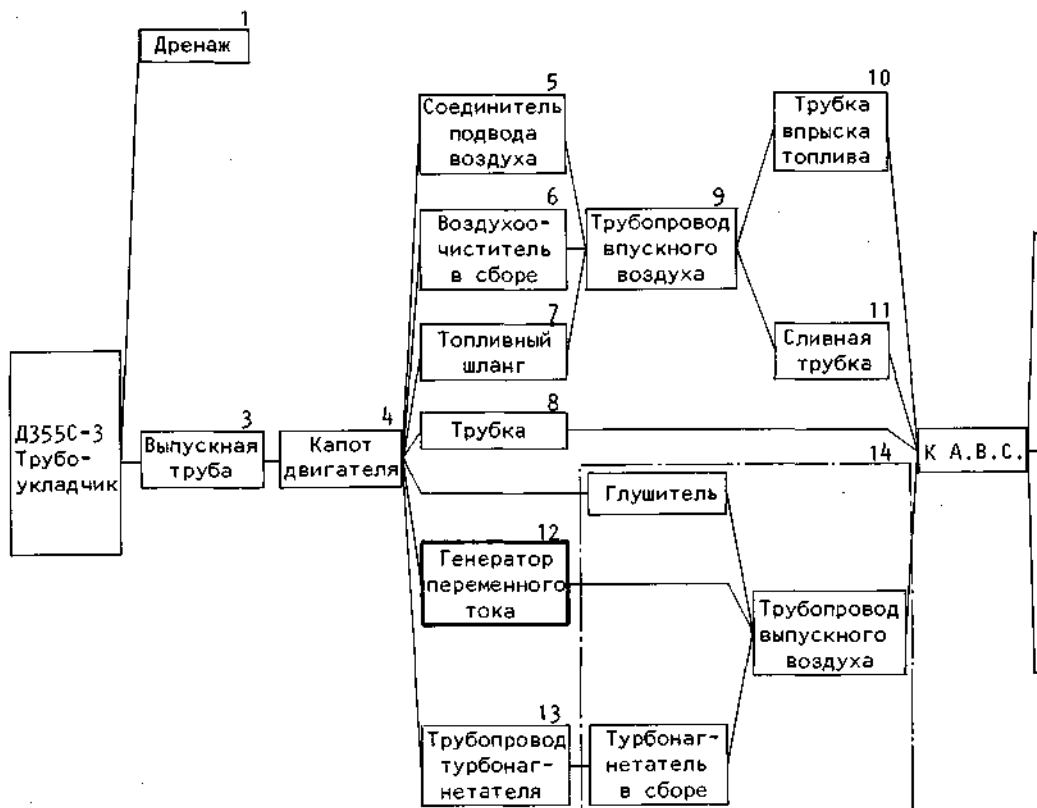 1
Дренаж
5
Соединитель
подвода
воздуха
10
Трубка
впрыска
топлива
6
Воздухоо-
чиститель
в сборе
9
Трубопровод
впускного
воздуха
7
Топливный
шланг
11
Сливная
трубка
Д355С-3
Трубо-
укладчик
3
Выпускная
труба
4
Капот
двигателя
8
Трубка
14
К А.В.С.
Глушитель
12
Генератор
переменного
тока
Трубопровод
выпускного
воздуха
13
Трубопровод
турбонаг-
нетателя
Турбонаг-
нетатель
в сборе